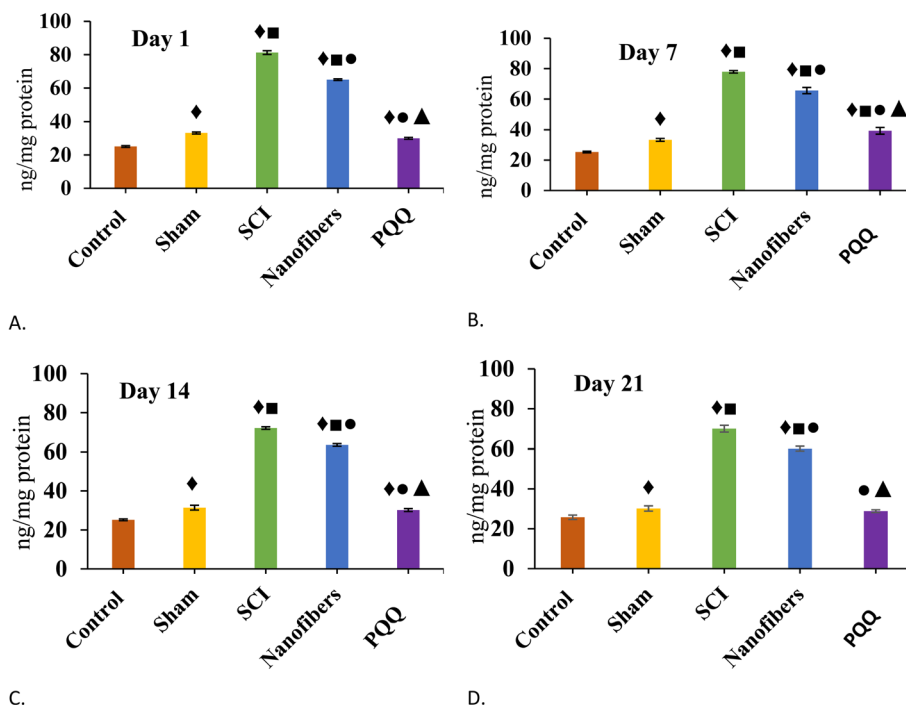 Day 1
ng/mg protein
100
80
60
40
20
0
Control
Sham
SCI
Nanofibers
PQQ
A.
Day 7
ng/mg protein
100
80
60
40
20
0
Control
Sham
SCI
Nanofibers
PQQ
B.
Day 14
ng/mg protein
100
80
60
40
20
0
Control
Sham
SCI
Nanofibers
PQQ
C.
Day 21
ng/mg protein
100
80
60
40
20
0
Control
Sham
SCI
Nanofibers
PQQ
D.